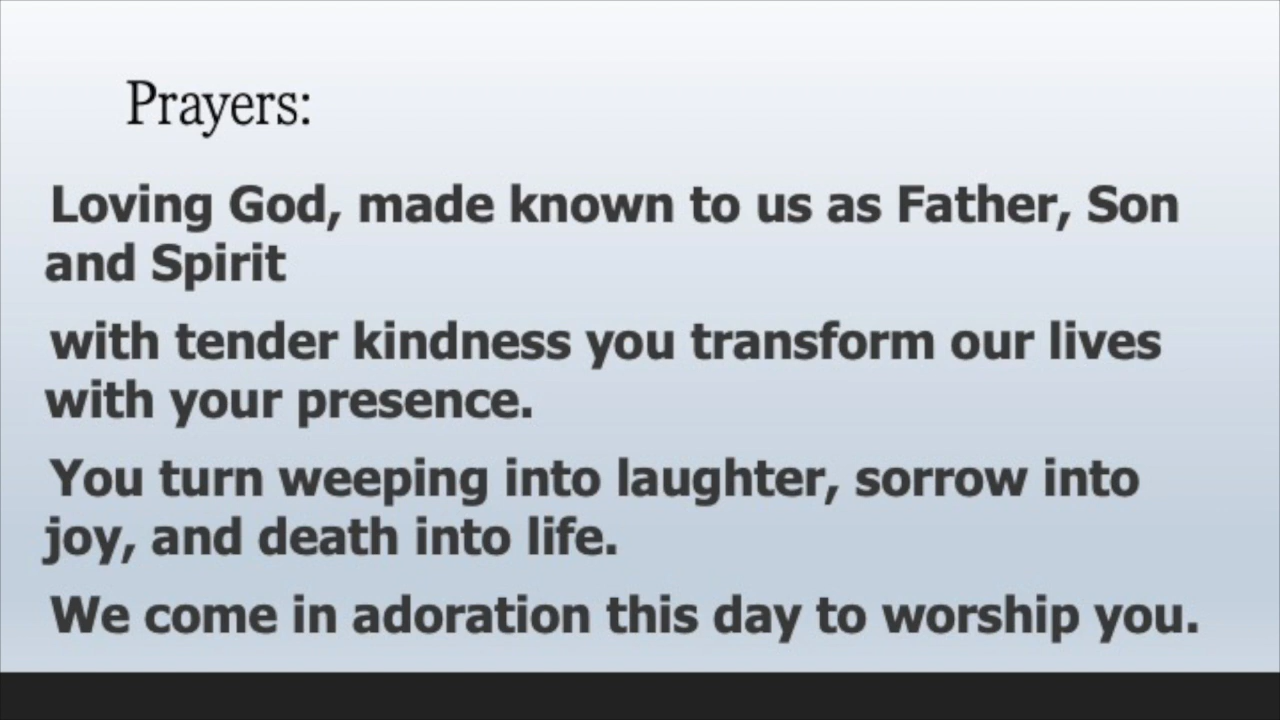 Prayers:
Loving God, made known to us as Father, Son
and Spirit
with tender kindness you transform our lives
with your presence.
You turn weeping into laughter, sorrow into
joy, and death into life.
We come in adoration this day to worship you.